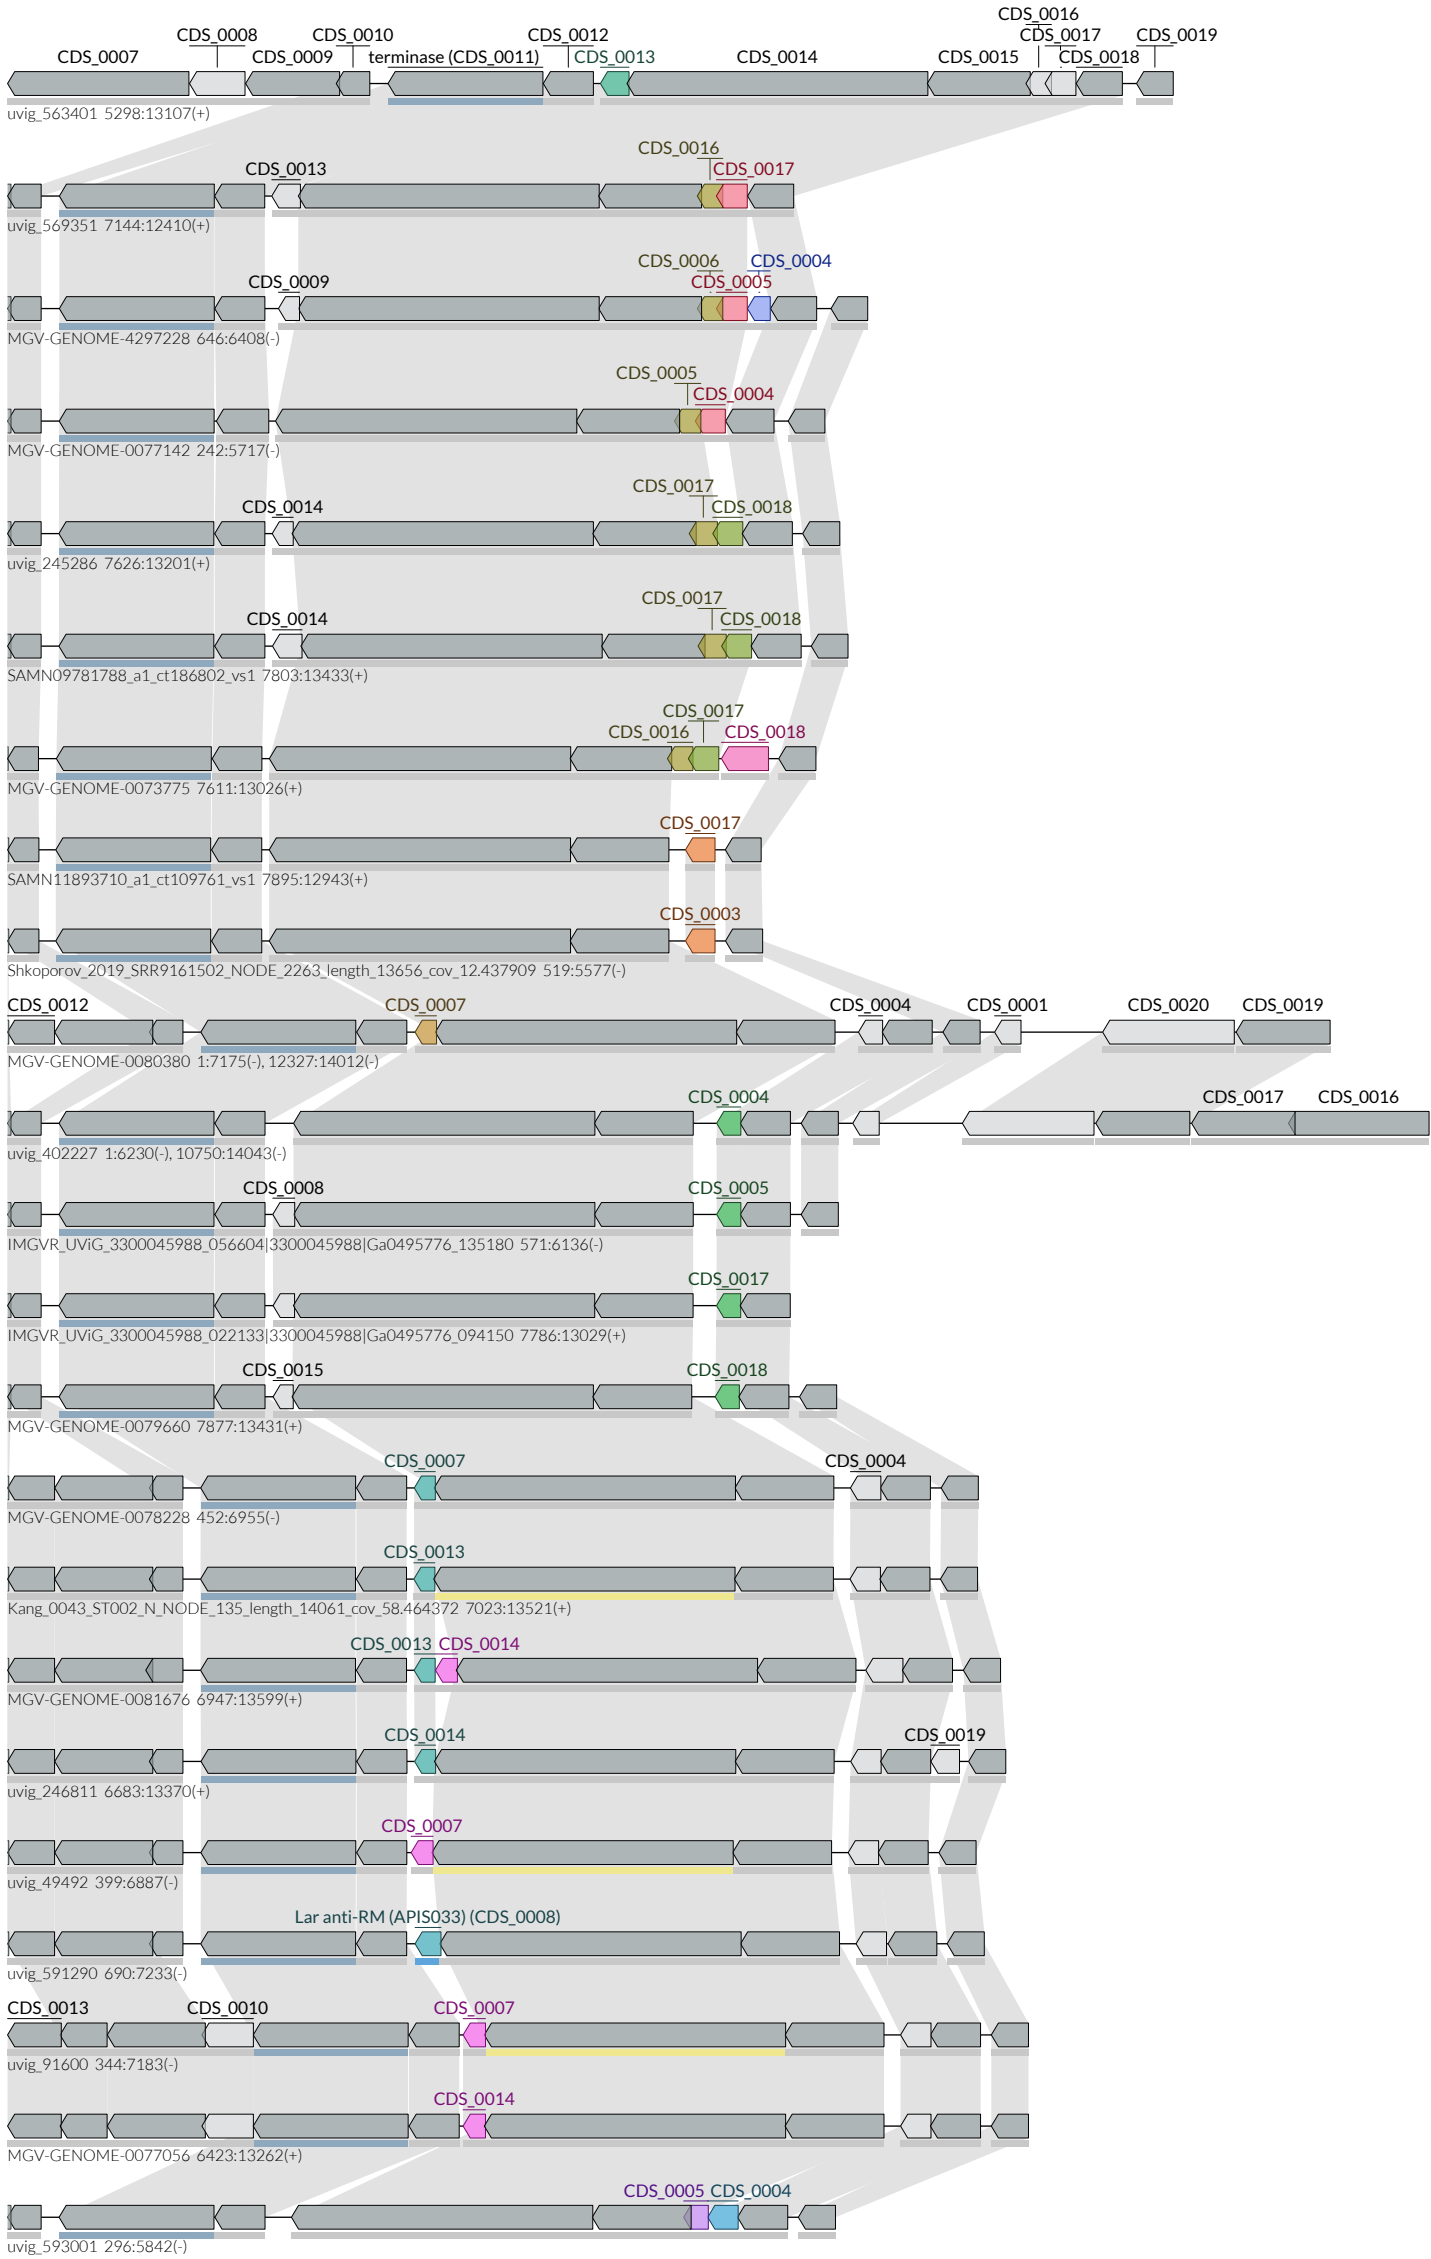 CDS_0016
CDS_0008 CDS_0010 CDS_0012 CDS_0017 CDS_0019
CDS_0007 CDS_0009 terminase (CDS_0011) CDS_0013 CDS_0014 CDS_0015 CDS_0018
uvig_563401 5298:13107(+)
CDS_0016
CDS_0013 CDS_0017
uvig_569351 7144:12410(+)
CDS_0006 CDS_0004
CDS_0009 CDS_0005
MGV-GENOME-4297228 646:6408(-)
CDS_0005
CDS_0004
MGV-GENOME-0077142 242:5717(-)
CDS_0017
CDS_0014 CDS_0018
uvig_245286 7626:13201(+)
CDS_0017
CDS_0014 CDS_0018
SAMN09781788_a1_ct186802_vs1 7803:13433(+)
CDS_0017
CDS_0016 CDS_0018
MGV-GENOME-0073775 7611:13026(+)
CDS_0017
SAMN11893710_a1_ct109761_vs1 7895:12943(+)
CDS_0003
Shkoporov_2019_SRR9161502_NODE_2263_length_13656_cov_12.437909 519:5577(-)
CDS_0012 CDS_0007 CDS_0004 CDS_0001 CDS_0020 CDS_0019
MGV-GENOME-0080380 1:7175(-), 12327:14012(-)
CDS_0004 CDS_0017 CDS_0016
uvig_402227 1:6230(-), 10750:14043(-)
CDS_0008 CDS_0005
IMGVR_UViG_3300045988_056604|3300045988|Ga0495776_135180 571:6136(-)
CDS_0017
IMGVR_UViG_3300045988_022133|3300045988|Ga0495776_094150 7786:13029(+)
CDS_0015 CDS_0018
MGV-GENOME-0079660 7877:13431(+)
CDS_0007 CDS_0004
MGV-GENOME-0078228 452:6955(-)
CDS_0013
Kang_0043_ST002_N_NODE_135_length_14061_cov_58.464372 7023:13521(+)
CDS_0013 CDS_0014
MGV-GENOME-0081676 6947:13599(+)
CDS_0014 CDS_0019
uvig_246811 6683:13370(+)
CDS_0007
uvig_49492 399:6887(-)
Lar anti-RM (APIS033) (CDS_0008)
uvig_591290 690:7233(-)
CDS_0013 CDS_0010 CDS_0007
uvig_91600 344:7183(-)
CDS_0014
MGV-GENOME-0077056 6423:13262(+)
CDS_0005 CDS_0004
uvig_593001 296:5842(-)